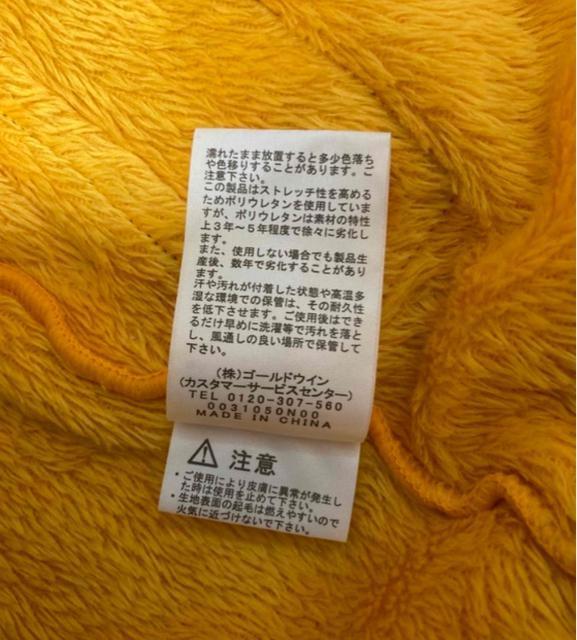 濡れたまま放置すると多少色落ち
や色移りすることがあります。ご
注意下さい。
この製品はストレッチ性を高める
ためポリウレタンを使用していま
すが、ポリウレタンは素材の特性
上3年～5年程度で徐々に劣化し
ます。
また、使用しない場合でも製品生
産後、数年で劣化することがあり
ます。
汗や汚れが付着した状態や高温多
湿な環境での保管は、その耐久性
を低下させます。ご使用後はでき
るだけ早めに洗濯等で汚れを落と
し、風通しの良い場所で保管して
下さい。
(株)ゴールドウイン
(カスタマーサービスセンター)
TEL 0120-307-560
0031050N00
MADE IN CHINA
注意
・ご使用により皮膚に異常が発生し
た時は使用を止めて下さい。
・生地表面の起毛は燃えやすいので
火気に近づけないで下さい。